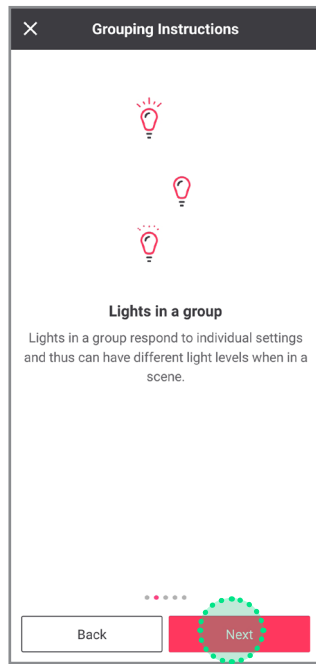 Grouping Instructions
Lights in a group
Lights in a group respond to individual settings
and thus can have different light levels when in a
scene.
Back
Next